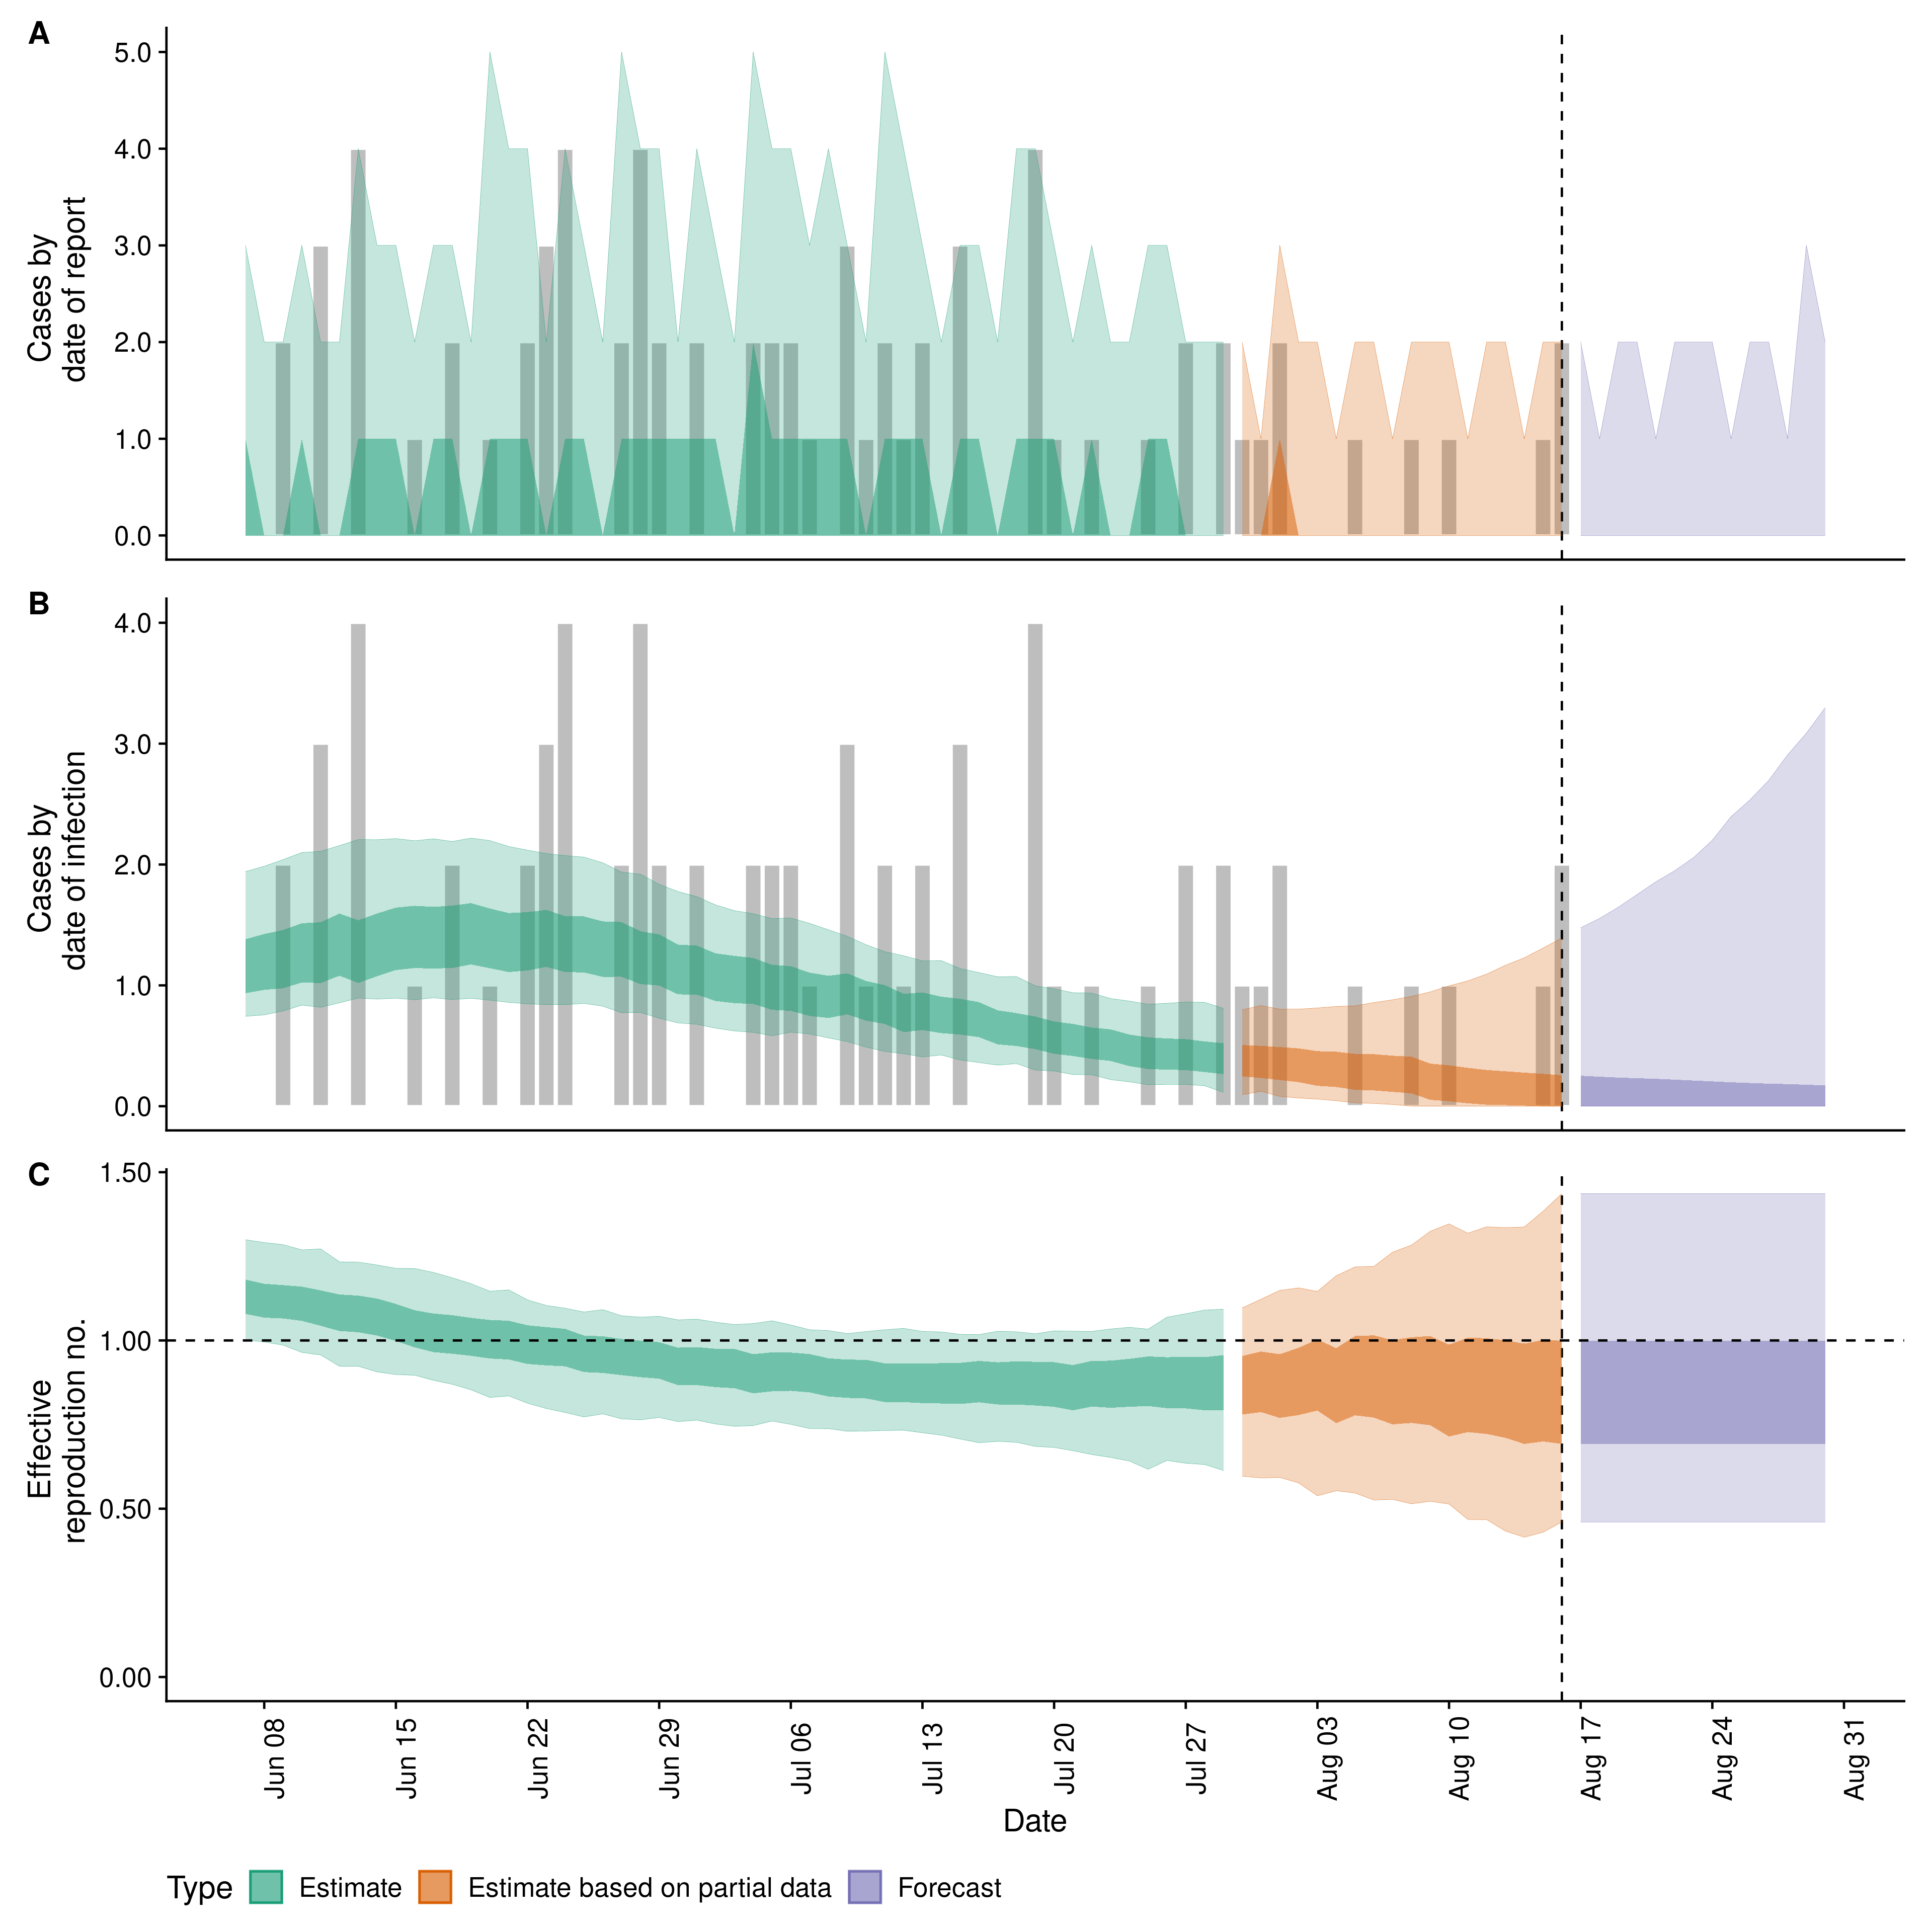 A
Cases by
date of report
5.0
4.0
3.0
2.0
1.0
0.0
B
Cases by
date of infection
4.0
3.0
2.0
1.0
0.0
C
Effective
reproduction no.
1.50
1.00
0.50
0.00
Jun 08
Jun 15
Jun 22
Jun 29
Jul 06
Jul 13
Jul 20
Jul 27
Aug 03
Aug 10
Aug 17
Aug 24
Aug 31
Date
Type Estimate Estimate based on partial data Forecast